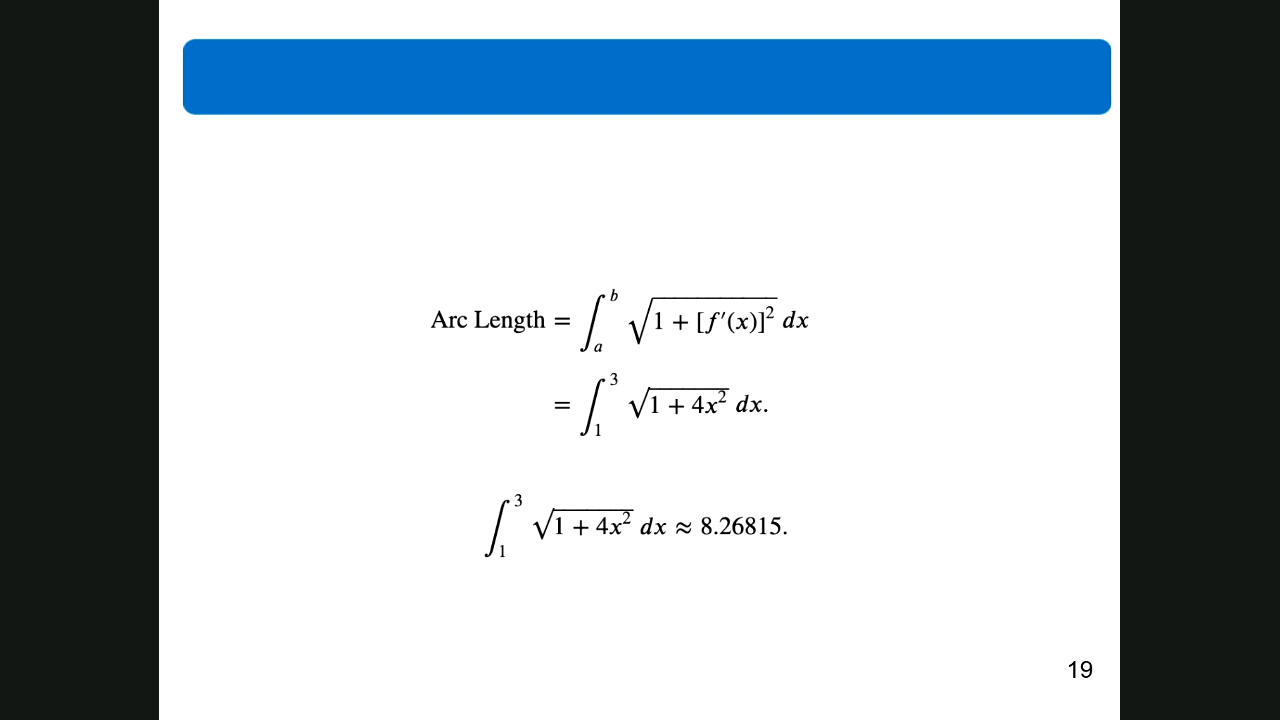 Arc Length = ∫_a^b √(1 + [f′(x)]²) dx
= ∫_1^3 √(1 + 4x²) dx.
∫_1^3 √(1 + 4x²) dx ≈ 8.26815.
19